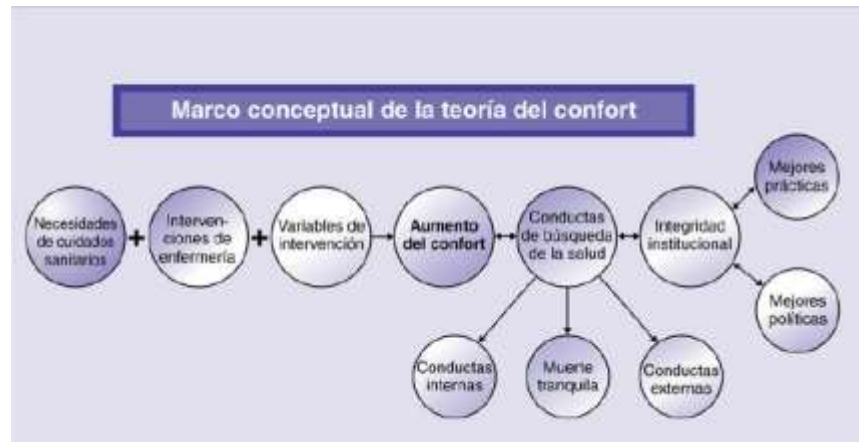 Marco conceptual de la teoría del confort
Necesidades
de cuidados
sanitarios
+
Interven-
ciones de
enfermería
+
Variables de
intervención
Aumento
del confort
Conductas
de búsqueda
de la salud
Integridad
institucional
Mejores
prácticas
Mejores
políticas
Conductas
internas
Muerte
tranquila
Conductas
externas